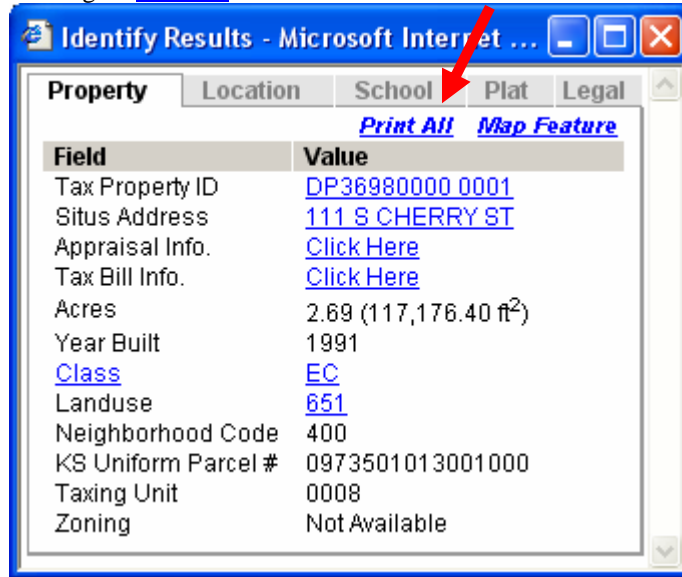 Identify Results - Microsoft Internet ...
Property Location School Plat Legal
Print All Map Feature
Field Value
Tax Property ID DP36980000 0001
Situs Address 111 S CHERRY ST
Appraisal Info. Click Here
Tax Bill Info. Click Here
Acres 2.69 (117,176.40 ft²)
Year Built 1991
Class EC
Landuse 651
Neighborhood Code 400
KS Uniform Parcel # 0973501013001000
Taxing Unit 0008
Zoning Not Available